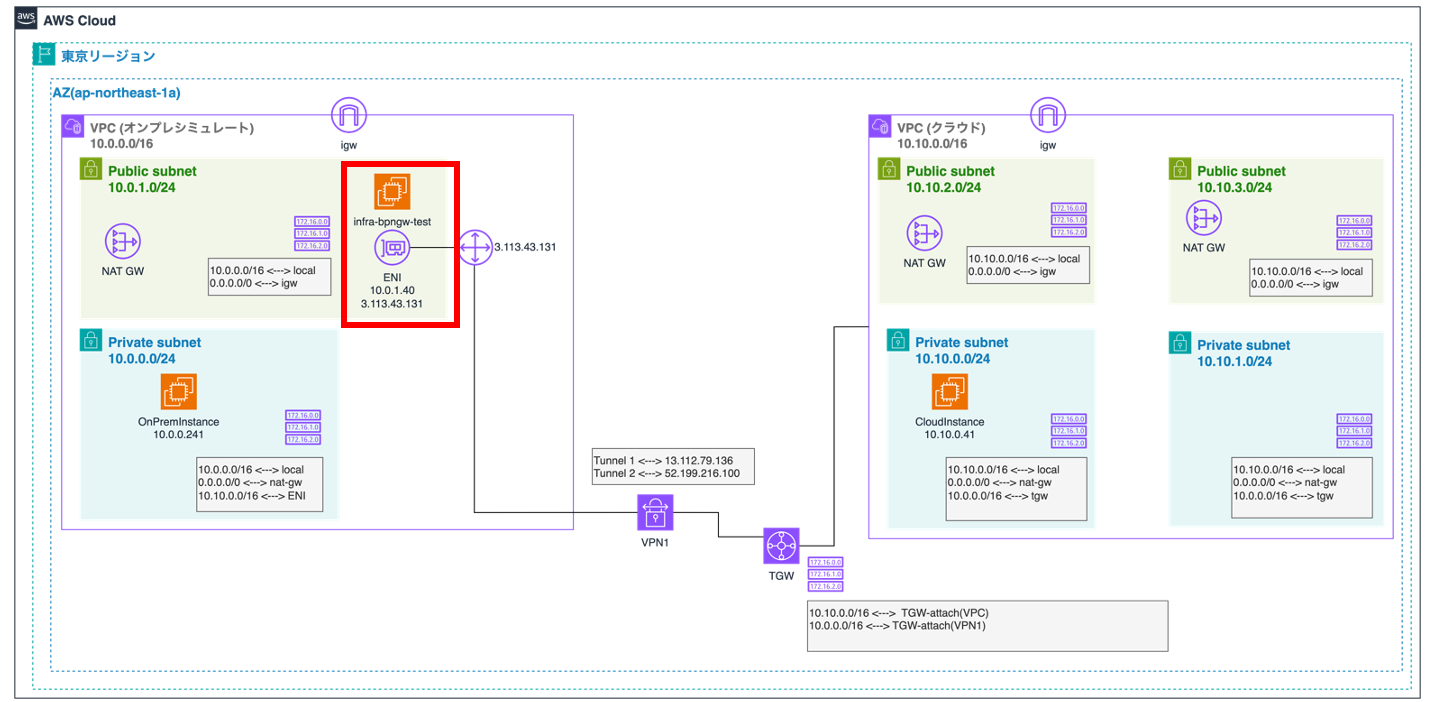 aws
AWS Cloud
東京リージョン
AZ(ap-northeast-1a)
VPC (オンプレシミュレート)
10.0.0.0/16
igw
Public subnet
10.0.1.0/24
NAT GW
172.16.0.0
172.16.1.0
172.16.2.0
10.0.0.0/16 <---> local
0.0.0.0/0 <---> igw
infra-bpngw-test
ENI
10.0.1.40
3.113.43.131
3.113.43.131
Private subnet
10.0.0.0/24
OnPremInstance
10.0.0.241
172.16.0.0
172.16.1.0
172.16.2.0
10.0.0.0/16 <---> local
0.0.0.0/0 <---> nat-gw
10.10.0.0/16 <---> ENI
Tunnel 1 <---> 13.112.79.136
Tunnel 2 <---> 52.199.216.100
VPN1
TGW
172.16.0.0
172.16.1.0
172.16.2.0
10.10.0.0/16 <---> TGW-attach(VPC)
10.0.0.0/16 <---> TGW-attach(VPN1)
VPC (クラウド)
10.10.0.0/16
igw
Public subnet
10.10.2.0/24
NAT GW
172.16.0.0
172.16.1.0
172.16.2.0
10.10.0.0/16 <---> local
0.0.0.0/0 <---> igw
Public subnet
10.10.3.0/24
NAT GW
172.16.0.0
172.16.1.0
172.16.2.0
10.10.0.0/16 <---> local
0.0.0.0/0 <---> igw
Private subnet
10.10.0.0/24
CloudInstance
10.10.0.41
172.16.0.0
172.16.1.0
172.16.2.0
10.10.0.0/16 <---> local
0.0.0.0/0 <---> nat-gw
10.0.0.0/16 <---> tgw
Private subnet
10.10.1.0/24
172.16.0.0
172.16.1.0
172.16.2.0
10.10.0.0/16 <---> local
0.0.0.0/0 <---> nat-gw
10.0.0.0/16 <---> tgw